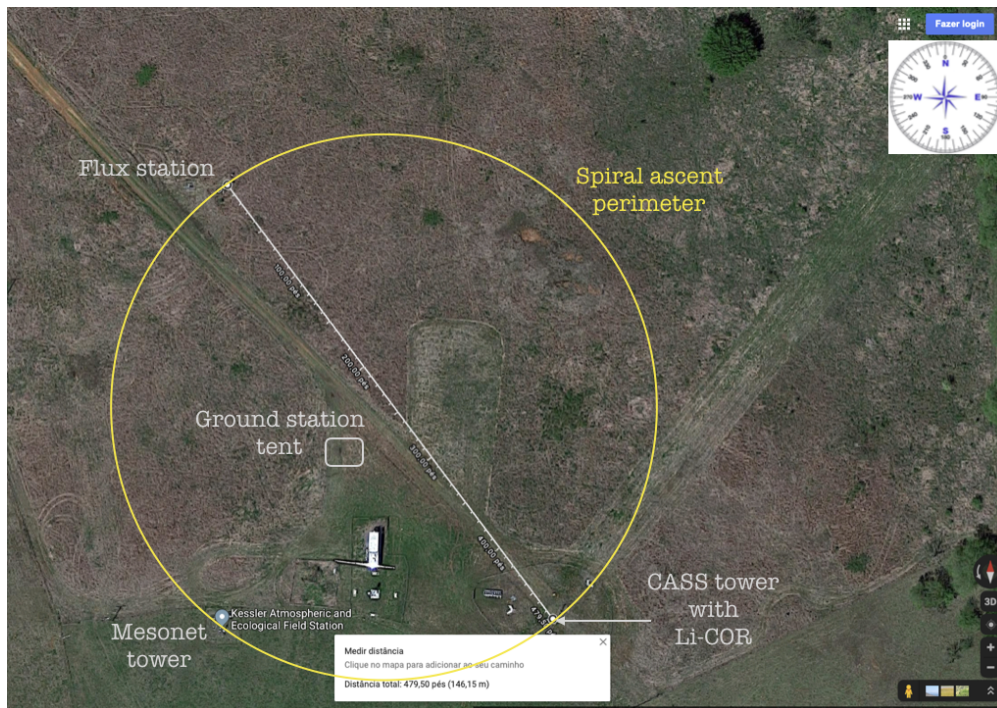 Fazer login
N
W
E
S
Flux station
Spiral ascent
perimeter
100,00 pés
200,00 pés
Ground station
tent
300,00 pés
400,00 pés
CASS tower
with
Li-COR
Kessler Atmospheric and
Ecological Field Station
Mesonet
tower
Medir distância
Clique no mapa para adicionar ao seu caminho
Distância total: 479,50 pés (146,15 m)
3D